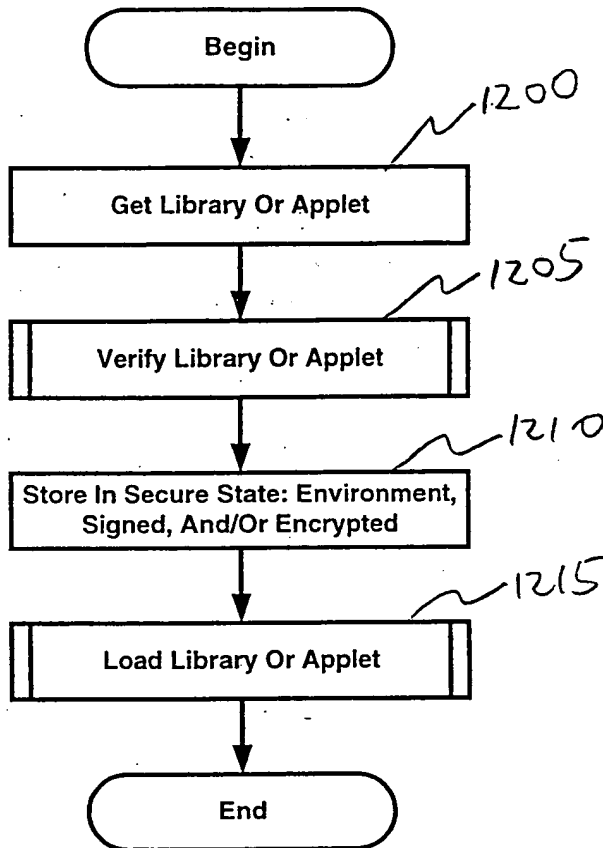 Begin
1200
Get Library Or Applet
1205
Verify Library Or Applet
1210
Store In Secure State: Environment,
Signed, And/Or Encrypted
1215
Load Library Or Applet
End